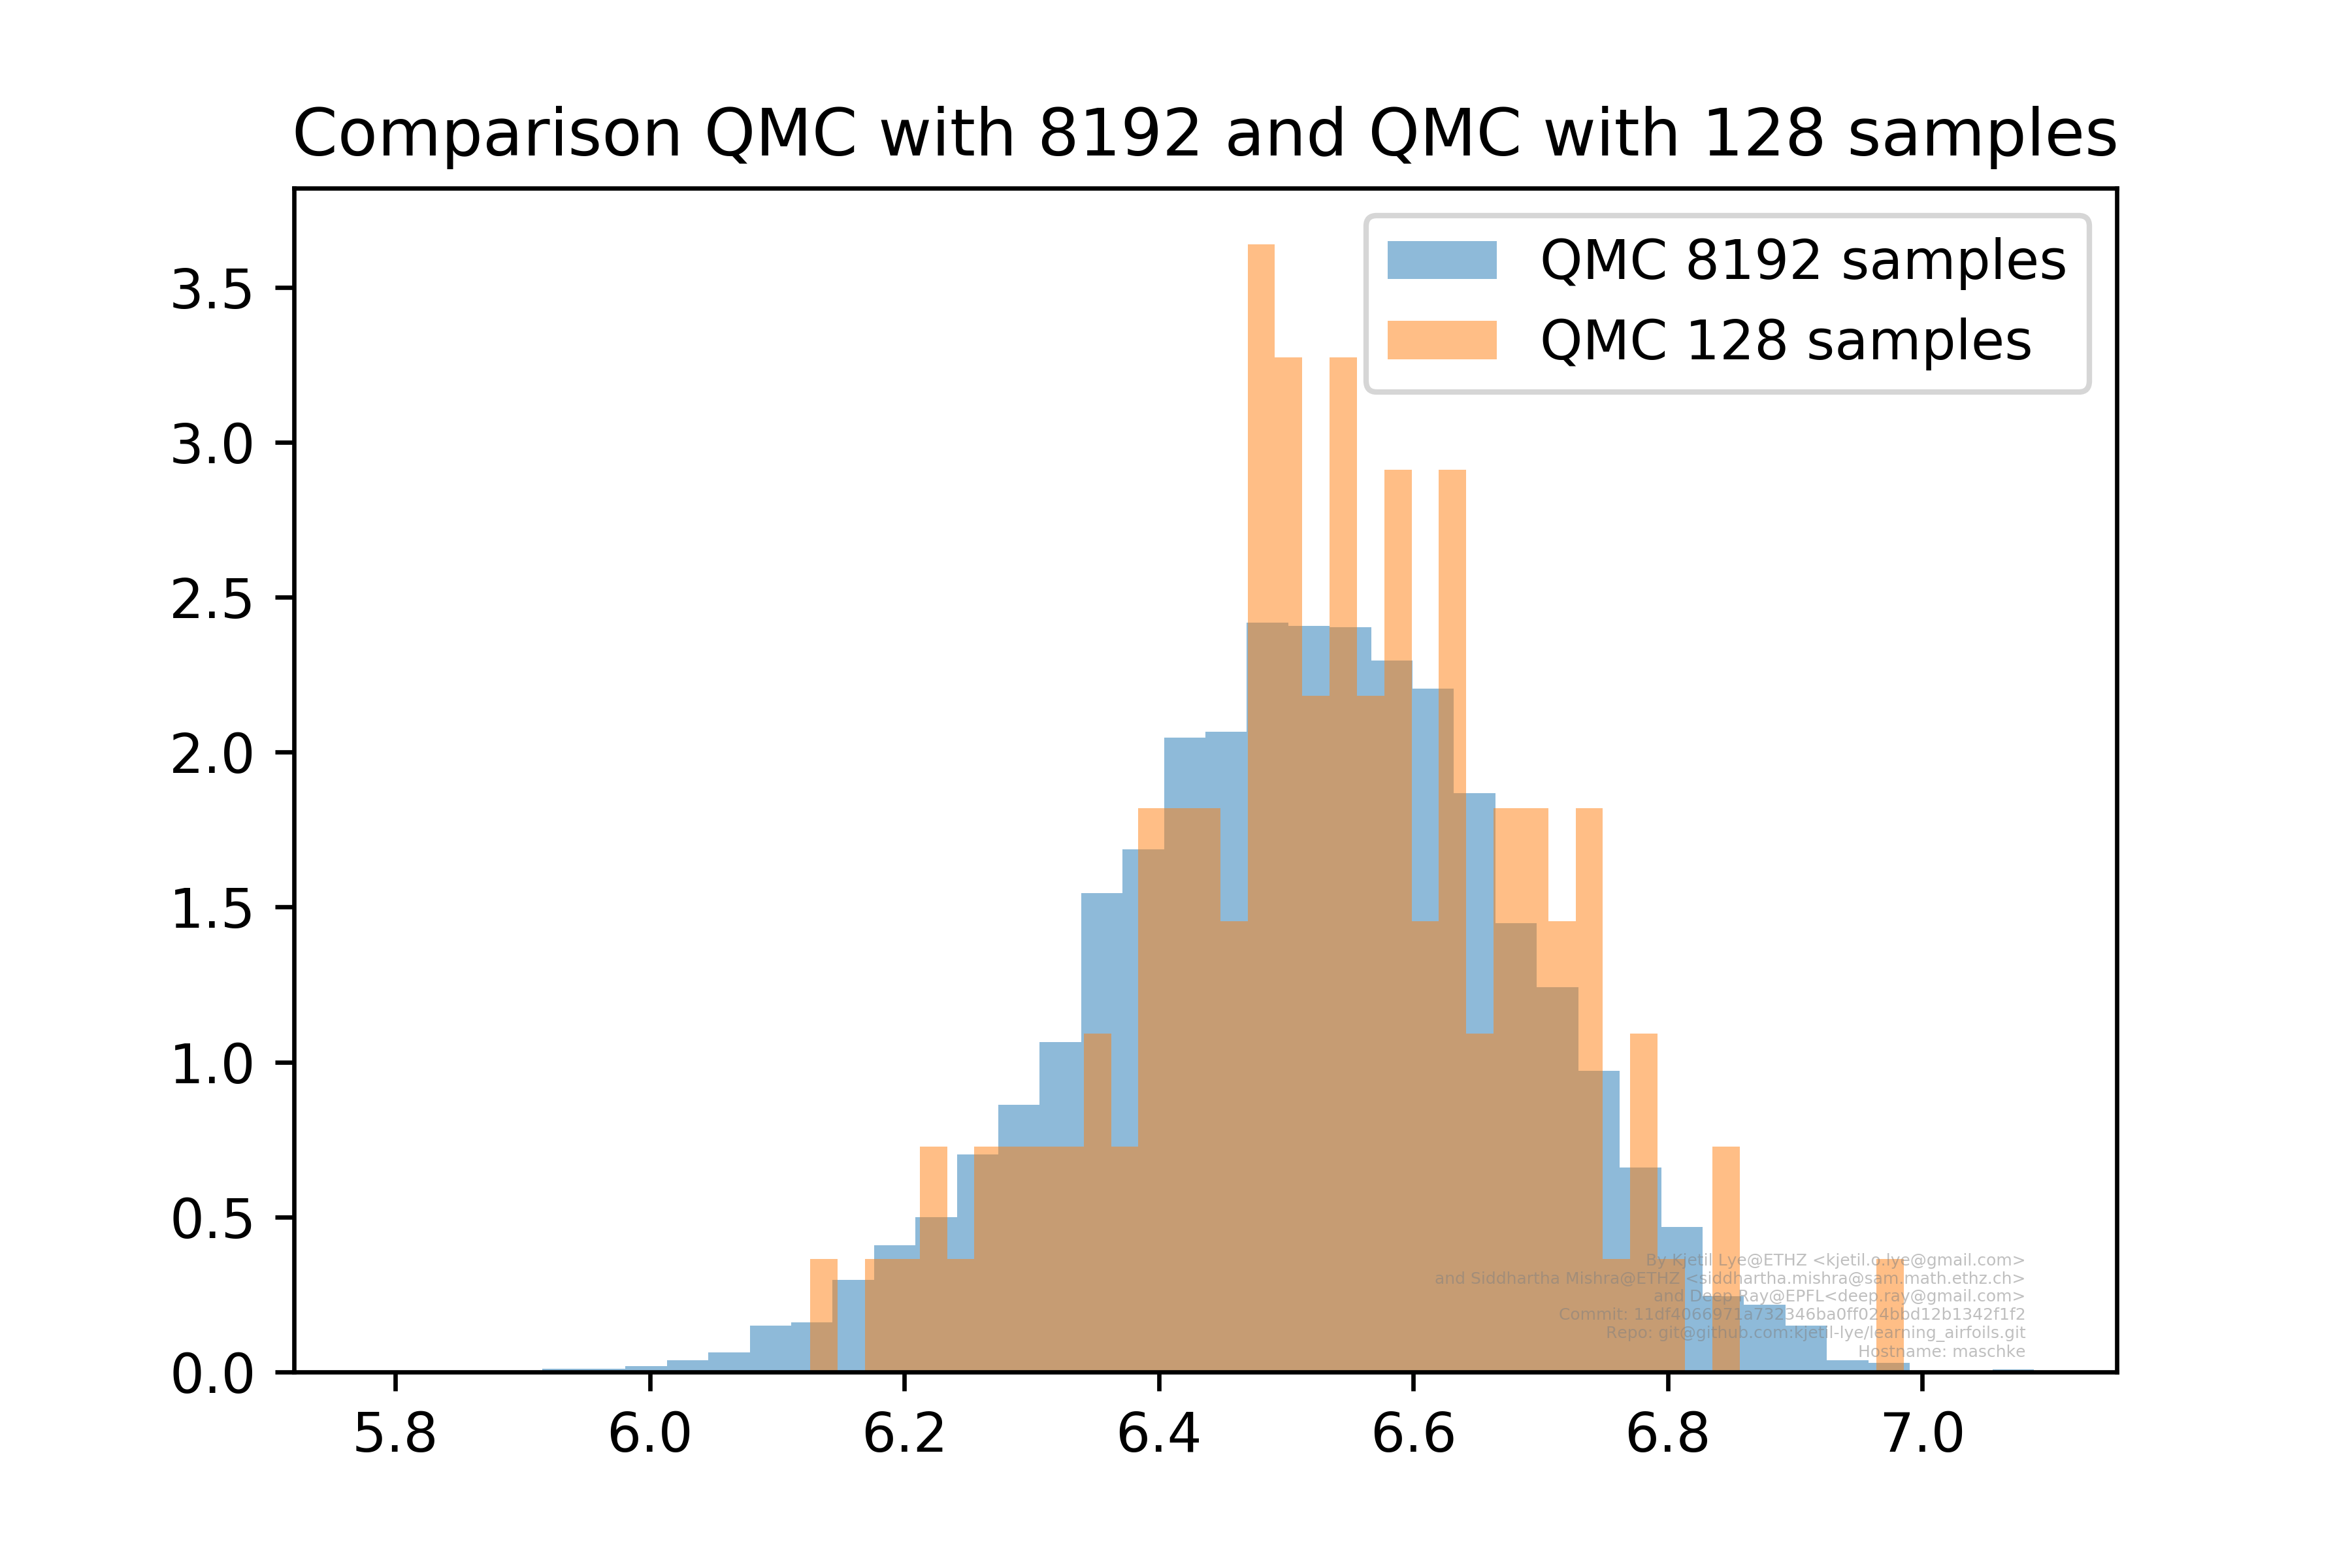 Comparison QMC with 8192 and QMC with 128 samples
QMC 8192 samples
QMC 128 samples
3.5
3.0
2.5
2.0
1.5
1.0
0.5
0.0
By Kjetil Lye@ETHZ <kjetil.o.lye@gmail.com>
and Siddhartha Mishra@ETHZ <siddhartha.mishra@sam.math.ethz.ch>
and Deep Ray@EPFL<deep.ray@gmail.com>
Commit: 11df4066971a732346ba0ff024bbd12b1342f1f2
Repo: git@github.com:kjetil-lye/learning_airfoils.git
Hostname: maschke
5.8 6.0 6.2 6.4 6.6 6.8 7.0